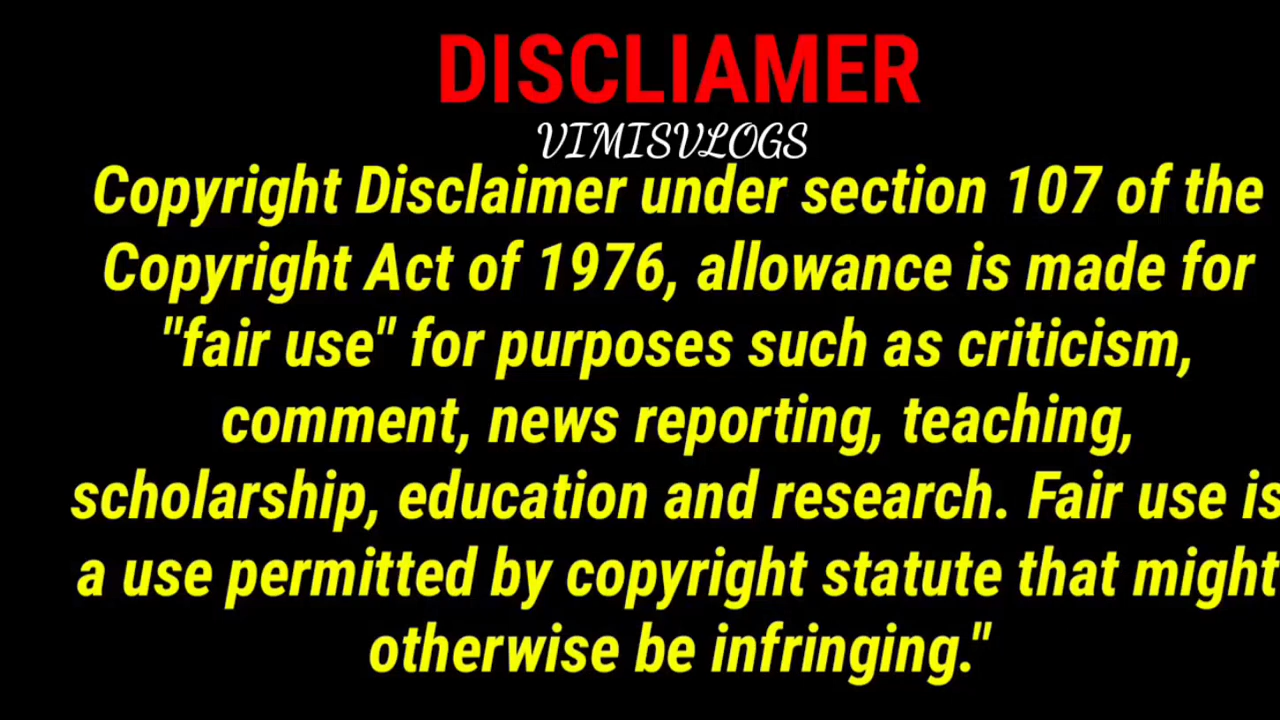 DISCLIAMER
VIMISVLOGS
Copyright Disclaimer under section 107 of the
Copyright Act of 1976, allowance is made for
"fair use" for purposes such as criticism,
comment, news reporting, teaching,
scholarship, education and research. Fair use is
a use permitted by copyright statute that might
otherwise be infringing."